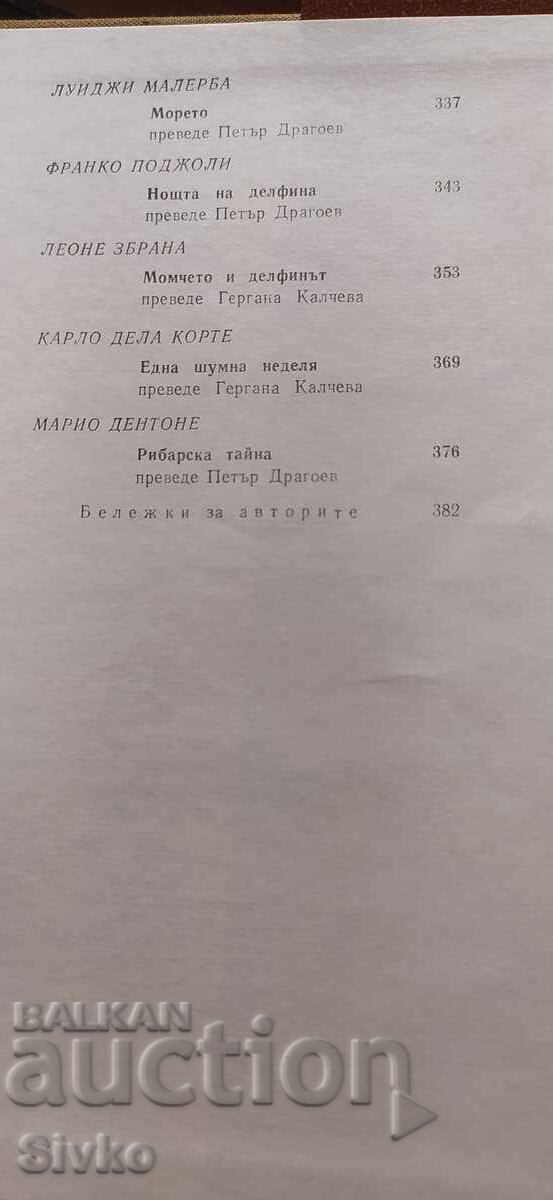 ЛУИДЖИ МАЛЕРБА
Морето 337
преведе Петър Драгоев
ФРАНКО ПОДЖОЛИ
Нощта на делфина 343
преведе Петър Драгоев
ЛЕОНЕ ЗБРАНА
Момчето и делфинът 353
преведе Гергана Калчева
КАРЛО ДЕЛА КОРТЕ
Една шумна неделя 369
преведе Гергана Калчева
МАРИО ДЕНТОНЕ
Рибарска тайна 376
преведе Петър Драгоев
Бележки за авторите 382
BALKAN
auction
Sivko